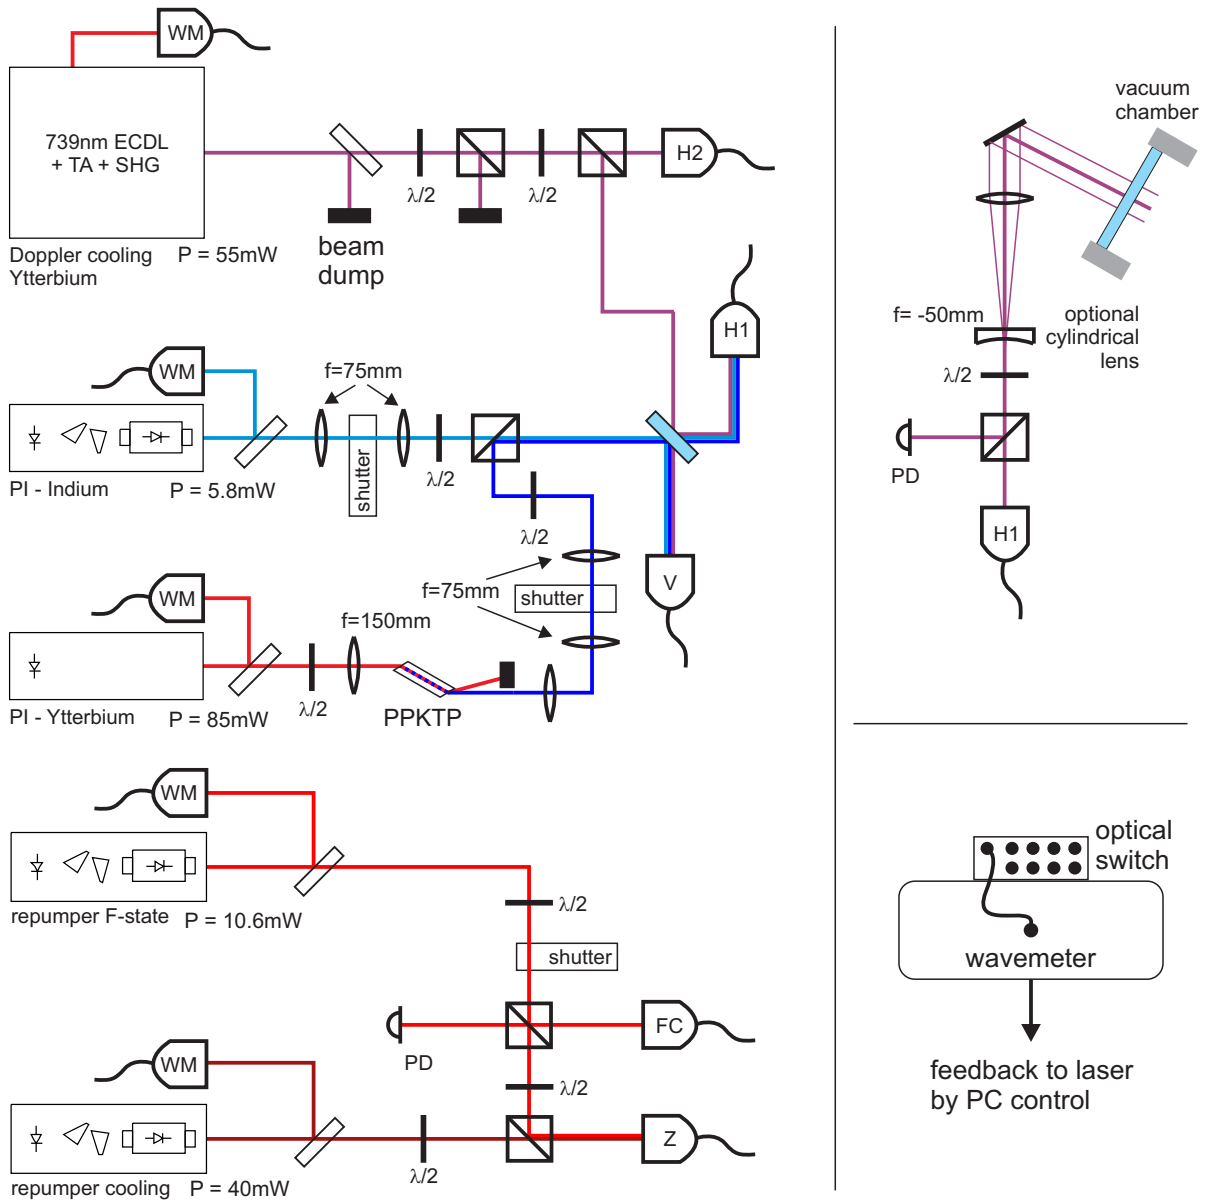 WM
739nm ECDL
+ TA + SHG
H2
λ/2
λ/2
beam
dump
Doppler cooling
Ytterbium
P = 55mW
H1
WM
f=75mm
shutter
λ/2
PI - Indium
P = 5.8mW
λ/2
f=75mm
shutter
V
WM
f=150mm
λ/2
PPKTP
PI - Ytterbium
P = 85mW
WM
repumper F-state
P = 10.6mW
λ/2
shutter
PD
FC
WM
λ/2
Z
λ/2
repumper cooling
P = 40mW
vacuum
chamber
f= -50mm
optional
cylindrical
lens
λ/2
PD
H1
optical
switch
wavemeter
feedback to laser
by PC control